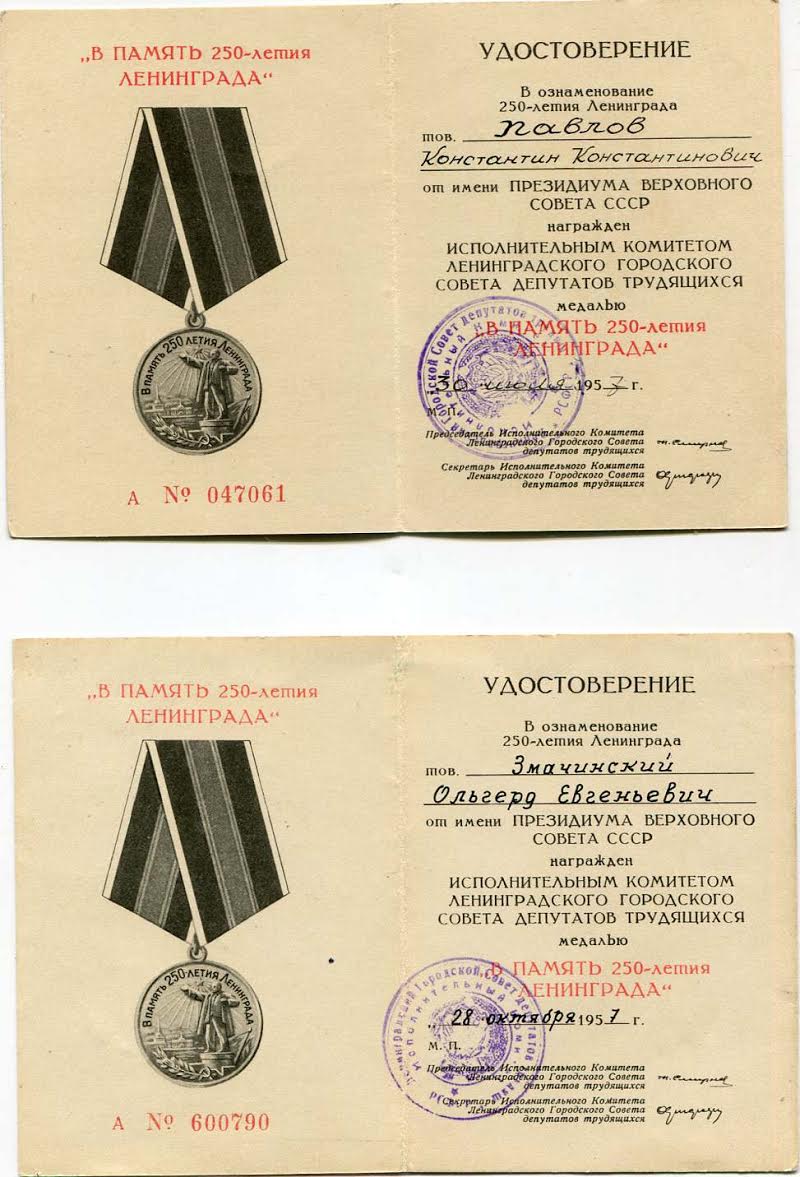 „В ПАМЯТЬ 250-летия
ЛЕНИНГРАДА“
В ПАМЯТЬ 250 ЛЕТИЯ ЛЕНИНГРАДА
А № 047061
УДОСТОВЕРЕНИЕ
В ознаменование
250-летия Ленинграда
тов. Павлов
Константин Константинович
от имени ПРЕЗИДИУМА ВЕРХОВНОГО
СОВЕТА СССР
награжден
ИСПОЛНИТЕЛЬНЫМ КОМИТЕТОМ
ЛЕНИНГРАДСКОГО ГОРОДСКОГО
СОВЕТА ДЕПУТАТОВ ТРУДЯЩИХСЯ
медалью
„В ПАМЯТЬ 250-летия
ЛЕНИНГРАДА“
30 1957 г.
М. П.
Председатель Исполнительного Комитета
Ленинградского Городского Совета
депутатов трудящихся
Секретарь Исполнительного Комитета
Ленинградского Городского Совета
депутатов трудящихся
„В ПАМЯТЬ 250-летия
ЛЕНИНГРАДА“
В ПАМЯТЬ 250-ЛЕТИЯ ЛЕНИНГРАДА
А № 600790
УДОСТОВЕРЕНИЕ
В ознаменование
250-летия Ленинграда
тов. Змачинский
Ольгерд Евгеньевич
от имени ПРЕЗИДИУМА ВЕРХОВНОГО
СОВЕТА СССР
награжден
ИСПОЛНИТЕЛЬНЫМ КОМИТЕТОМ
ЛЕНИНГРАДСКОГО ГОРОДСКОГО
СОВЕТА ДЕПУТАТОВ ТРУДЯЩИХСЯ
медалью
„В ПАМЯТЬ 250-летия
ЛЕНИНГРАДА“
„28 октября 1957 г.
М. П.
Председатель Исполнительного Комитета
Ленинградского Городского Совета
депутатов трудящихся
Секретарь Исполнительного Комитета
Ленинградского Городского Совета
депутатов трудящихся